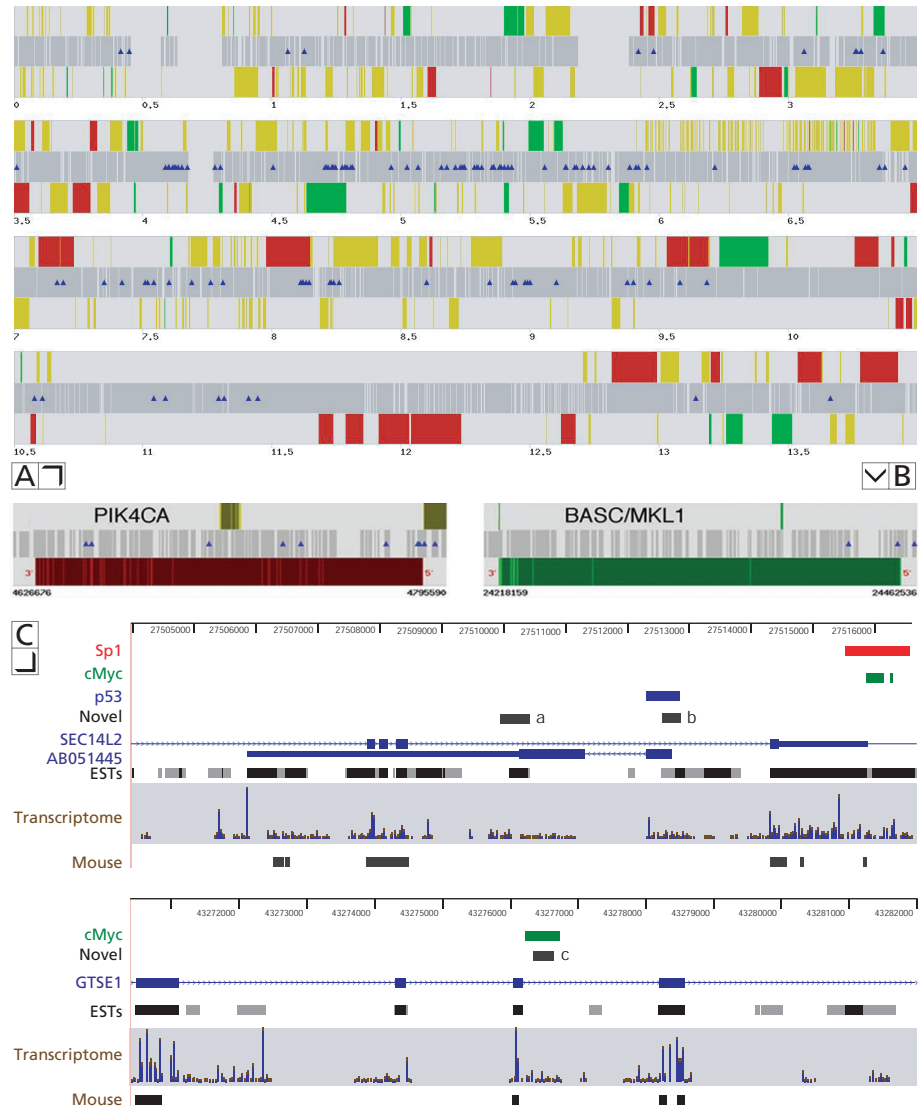 0 0.5 1 1.5 2 2.5 3
3.5 4 4.5 5 5.5 6 6.5
7 7.5 8 8.5 9 9.5 10
10.5 11 11.5 12 12.5 13 13.5
A B
PIK4CA BASC/MKL1
3' 5' 3' 5'
4626676 4795590 24218159 24462536
C
27505000 27506000 27507000 27508000 27509000 27510000 27511000 27512000 27513000 27514000 27515000 27516000
Sp1
cMyc
p53
Novel a b
SEC14L2
AB051445
ESTs
Transcriptome
Mouse
43272000 43273000 43274000 43275000 43276000 43277000 43278000 43279000 43280000 43281000 43282000
cMyc
Novel c
GTSE1
ESTs
Transcriptome
Mouse